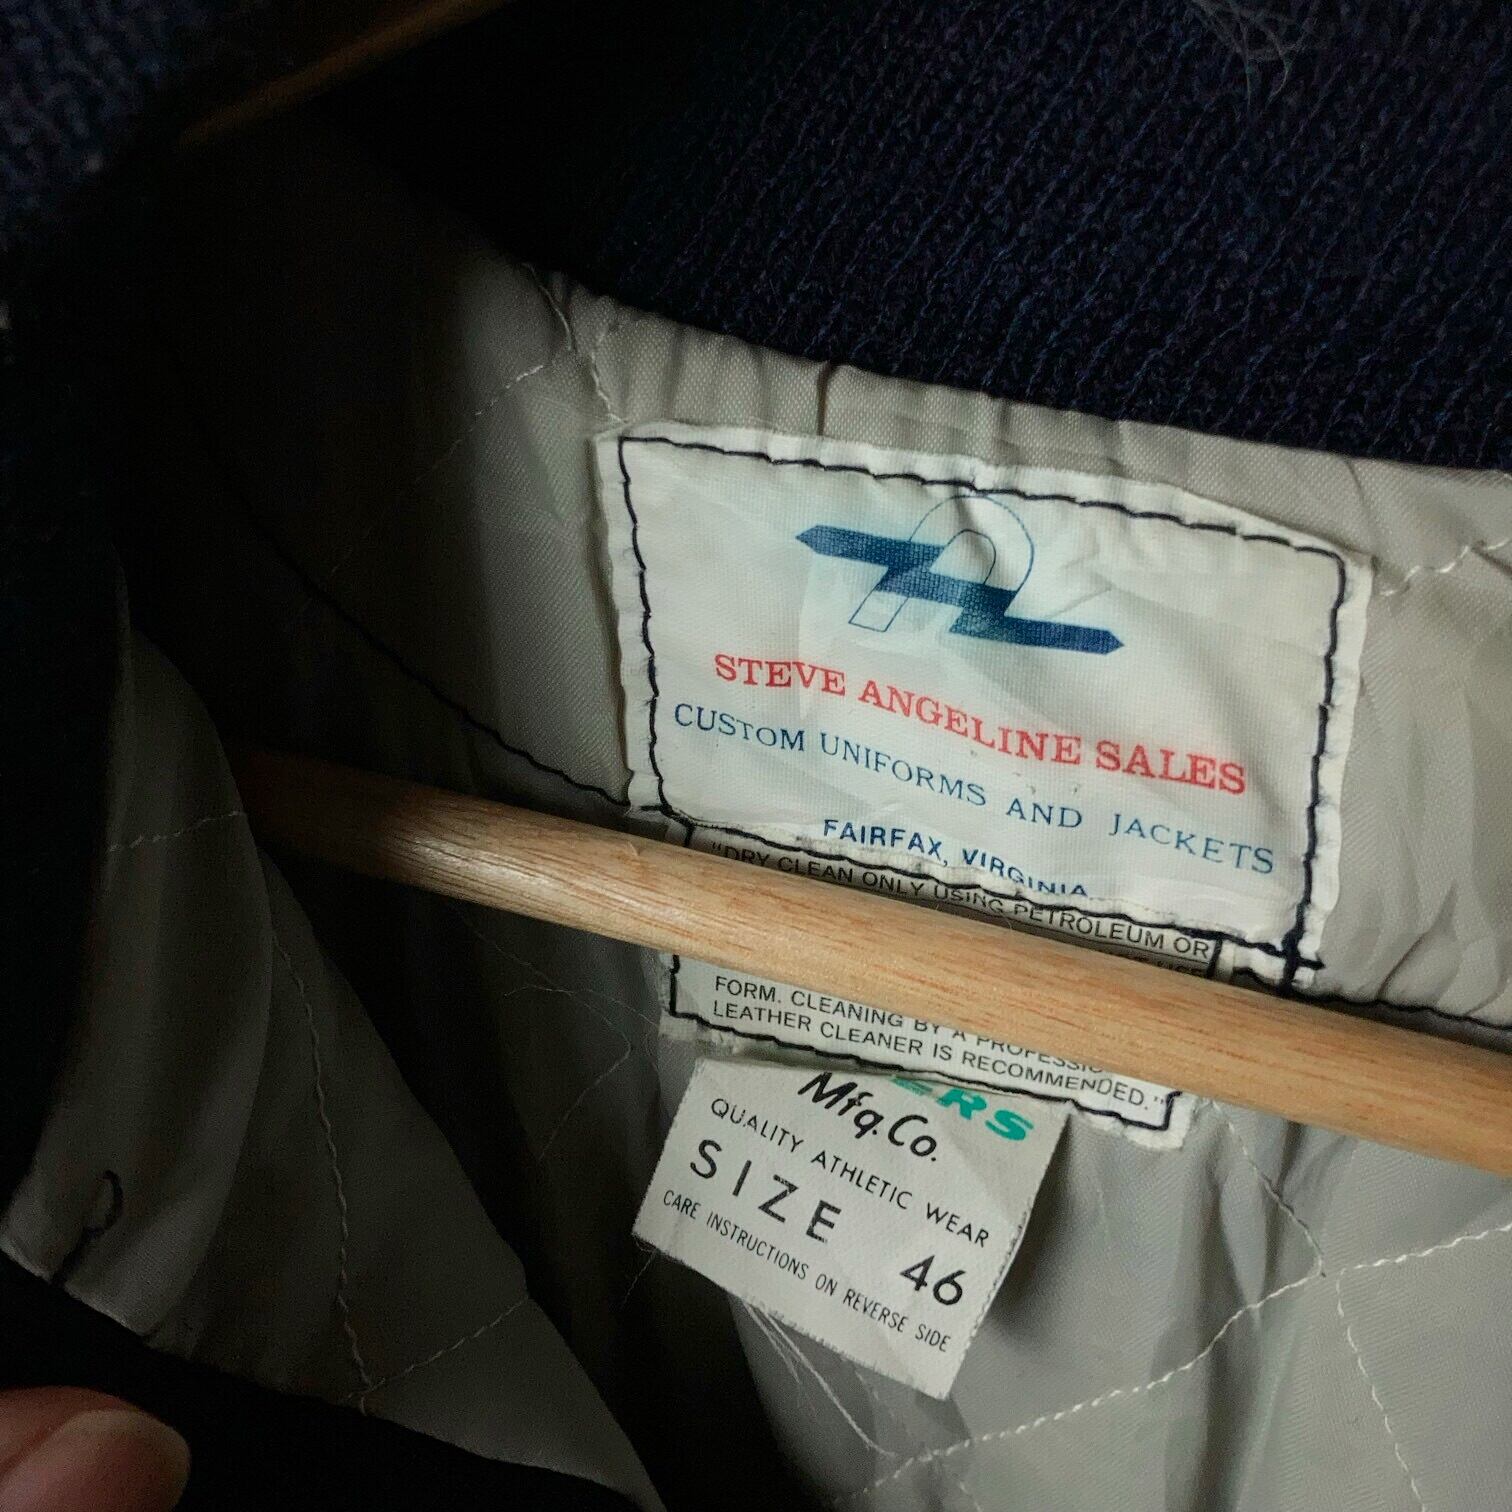 STEVE ANGELINE SALES
CUSTOM UNIFORMS AND JACKETS
FAIRFAX, VIRGINIA
"DRY CLEAN ONLY USING PETROLEUM OR
FORM. CLEANING BY A
LEATHER CLEANER IS RECOMMENDED."
Mfg.Co.
QUALITY ATHLETIC WEAR
SIZE 46
CARE INSTRUCTIONS ON REVERSE SIDE